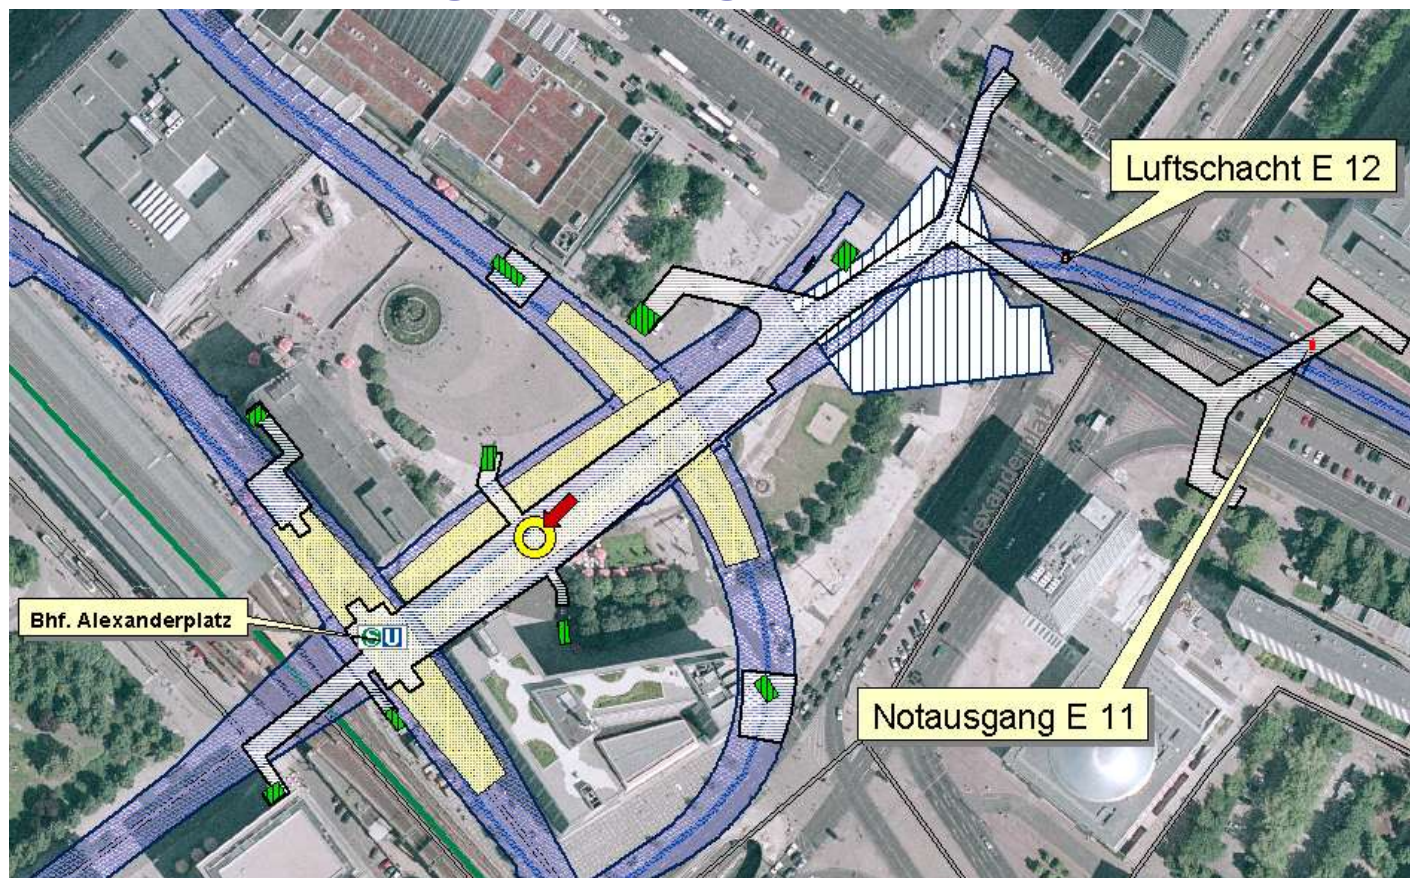 Luftschacht E 12
Alexanderplatz
Bhf. Alexanderplatz
S U
Notausgang E 11